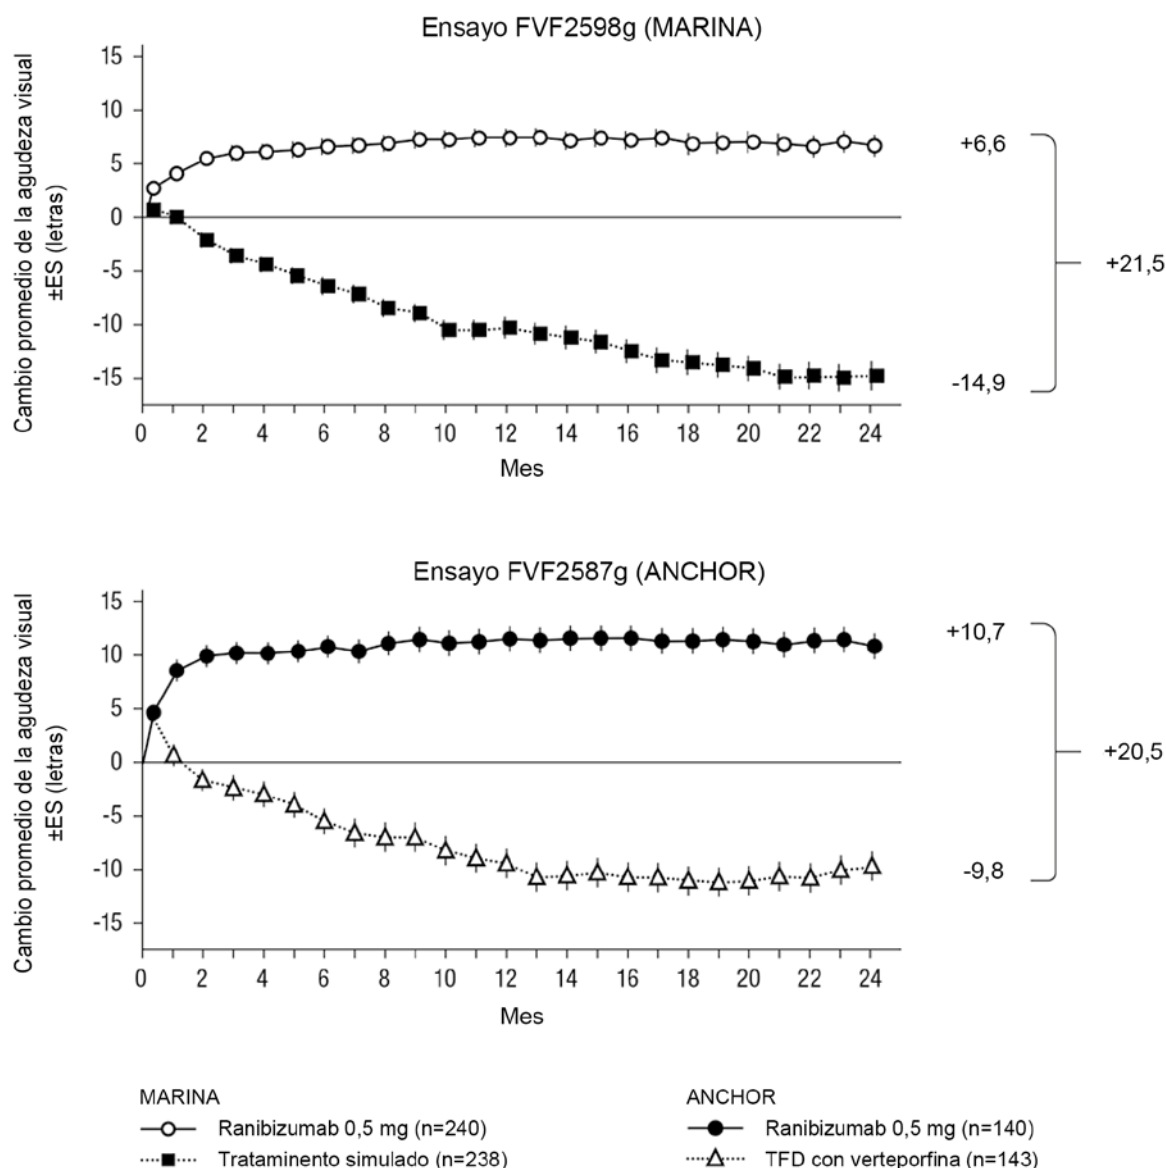 Ensayo FVF2598g (MARINA)
Cambio promedio de la agudeza visual
±ES (letras)
15
10
5
0
-5
-10
-15
0 2 4 6 8 10 12 14 16 18 20 22 24
Mes
+6,6
+21,5
-14,9
Ensayo FVF2587g (ANCHOR)
Cambio promedio de la agudeza visual
±ES (letras)
15
10
5
0
-5
-10
-15
0 2 4 6 8 10 12 14 16 18 20 22 24
Mes
+10,7
+20,5
-9,8
MARINA
Ranibizumab 0,5 mg (n=240)
Trataminento simulado (n=238)
ANCHOR
Ranibizumab 0,5 mg (n=140)
TFD con verteporfina (n=143)